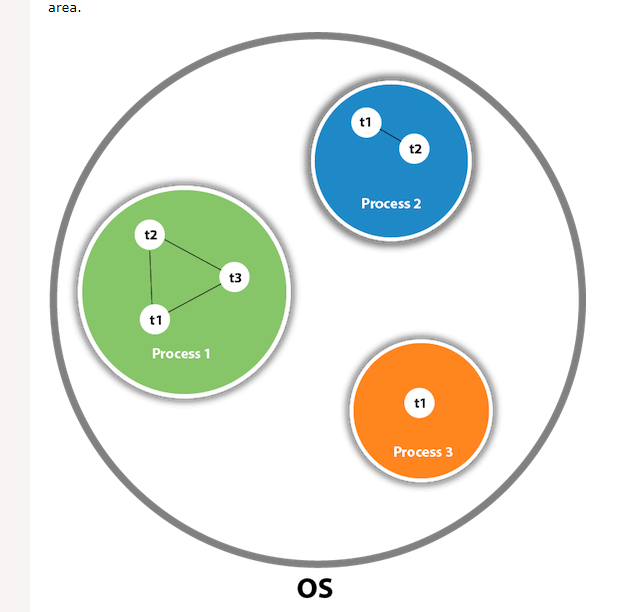 area.
t1
t2
Process 2
t2
t3
t1
Process 1
t1
Process 3
OS